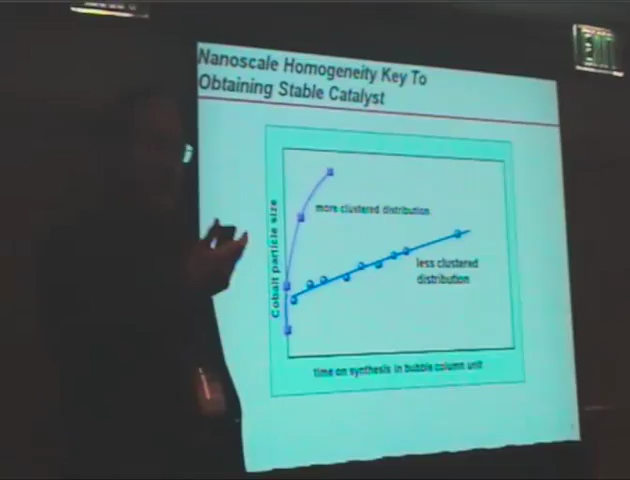 EXIT
Nanoscale Homogeneity Key To
Obtaining Stable Catalyst
more clustered distribution
Cobalt particle size
less clustered
distribution
time on synthesis in bubble column unit